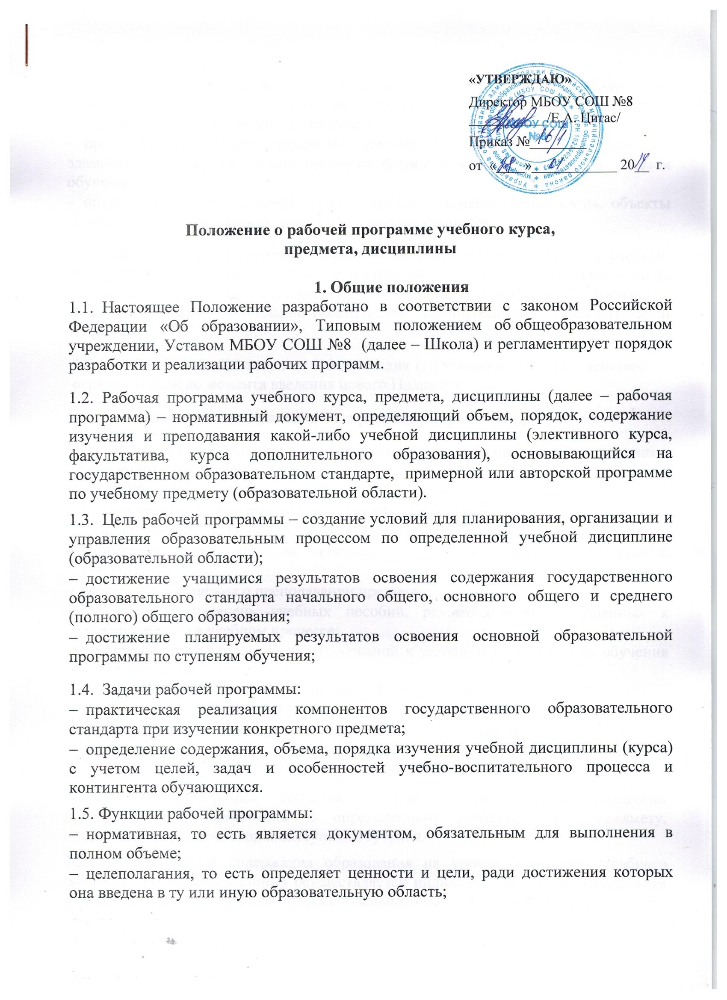 «УТВЕРЖДАЮ»
Директор МБОУ СОШ №8
/Е.А. Цигас/
Приказ № 16/1
от «28» 01 2014 г.
МБОУ СОШ
№8
Положение о рабочей программе учебного курса,
предмета, дисциплины
1. Общие положения
1.1. Настоящее Положение разработано в соответствии с законом Российской
Федерации «Об образовании», Типовым положением об общеобразовательном
учреждении, Уставом МБОУ СОШ №8 (далее – Школа) и регламентирует порядок
разработки и реализации рабочих программ.
1.2. Рабочая программа учебного курса, предмета, дисциплины (далее – рабочая
программа) – нормативный документ, определяющий объем, порядок, содержание
изучения и преподавания какой-либо учебной дисциплины (элективного курса,
факультатива, курса дополнительного образования), основывающийся на
государственном образовательном стандарте, примерной или авторской программе
по учебному предмету (образовательной области).
1.3. Цель рабочей программы – создание условий для планирования, организации и
управления образовательным процессом по определенной учебной дисциплине
(образовательной области);
– достижение учащимися результатов освоения содержания государственного
образовательного стандарта начального общего, основного общего и среднего
(полного) общего образования;
– достижение планируемых результатов освоения основной образовательной
программы по ступеням обучения;
1.4. Задачи рабочей программы:
– практическая реализация компонентов государственного образовательного
стандарта при изучении конкретного предмета;
– определение содержания, объема, порядка изучения учебной дисциплины (курса)
с учетом целей, задач и особенностей учебно-воспитательного процесса и
контингента обучающихся.
1.5. Функции рабочей программы:
– нормативная, то есть является документом, обязательным для выполнения в
полном объеме;
– целеполагания, то есть определяет ценности и цели, ради достижения которых
она введена в ту или иную образовательную область;